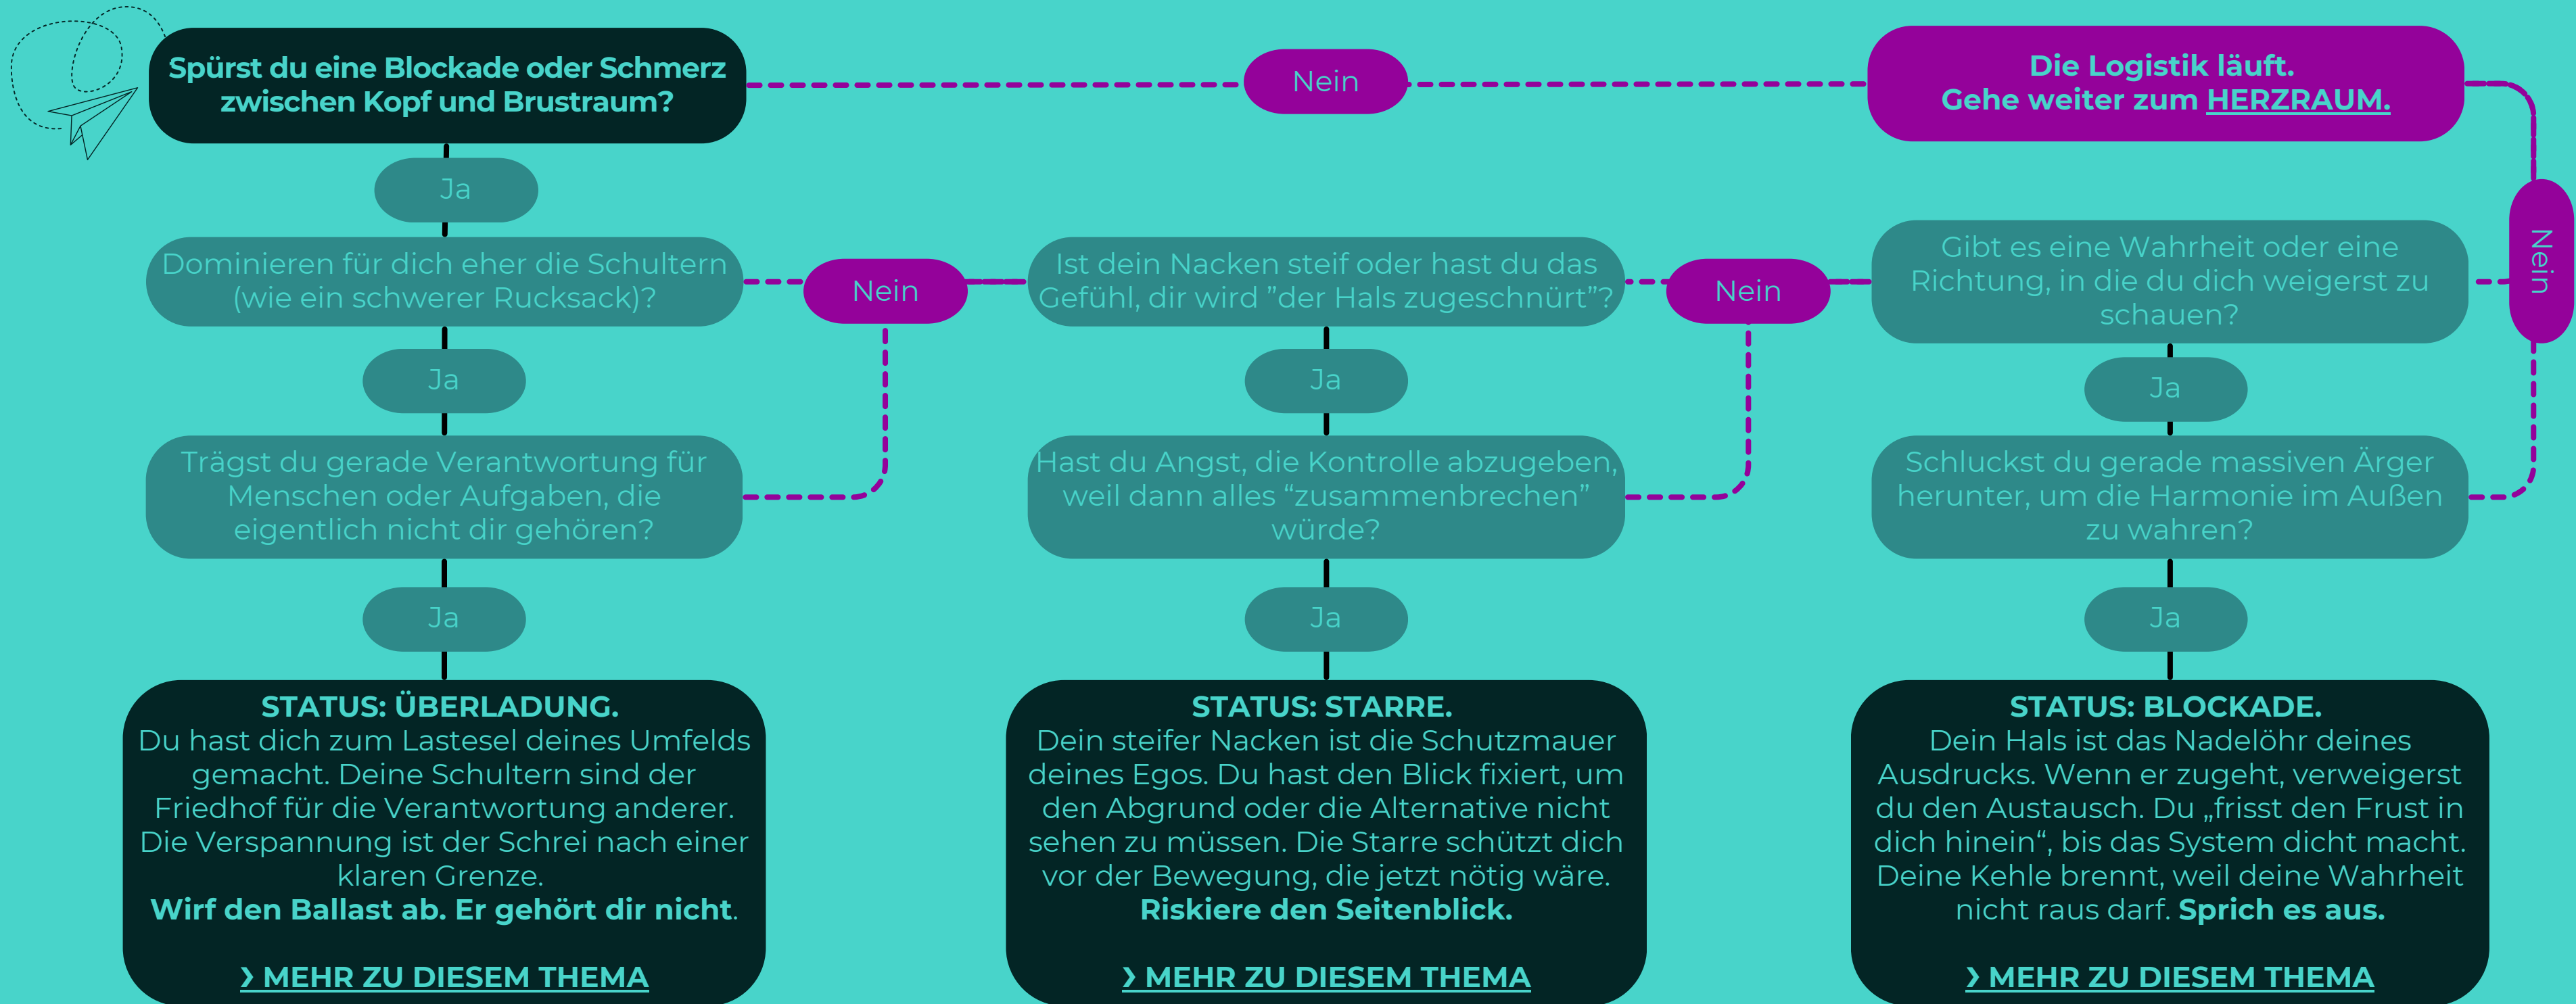 Spürst du eine Blockade oder Schmerz
zwischen Kopf und Brustraum?
Nein
Die Logistik läuft.
Gehe weiter zum HERZRAUM.
Ja
Nein
Dominieren für dich eher die Schultern
(wie ein schwerer Rucksack)?
Nein
Ist dein Nacken steif oder hast du das
Gefühl, dir wird ”der Hals zugeschnürt”?
Nein
Gibt es eine Wahrheit oder eine
Richtung, in die du dich weigerst zu
schauen?
Ja
Ja
Ja
Trägst du gerade Verantwortung für
Menschen oder Aufgaben, die
eigentlich nicht dir gehören?
Hast du Angst, die Kontrolle abzugeben,
weil dann alles “zusammenbrechen”
würde?
Schluckst du gerade massiven Ärger
herunter, um die Harmonie im Außen
zu wahren?
Ja
Ja
Ja
STATUS: ÜBERLADUNG.
Du hast dich zum Lastesel deines Umfelds
gemacht. Deine Schultern sind der
Friedhof für die Verantwortung anderer.
Die Verspannung ist der Schrei nach einer
klaren Grenze.
Wirf den Ballast ab. Er gehört dir nicht.
❯ MEHR ZU DIESEM THEMA
STATUS: STARRE.
Dein steifer Nacken ist die Schutzmauer
deines Egos. Du hast den Blick fixiert, um
den Abgrund oder die Alternative nicht
sehen zu müssen. Die Starre schützt dich
vor der Bewegung, die jetzt nötig wäre.
Riskiere den Seitenblick.
❯ MEHR ZU DIESEM THEMA
STATUS: BLOCKADE.
Dein Hals ist das Nadelöhr deines
Ausdrucks. Wenn er zugeht, verweigerst
du den Austausch. Du „frisst den Frust in
dich hinein“, bis das System dicht macht.
Deine Kehle brennt, weil deine Wahrheit
nicht raus darf. Sprich es aus.
❯ MEHR ZU DIESEM THEMA